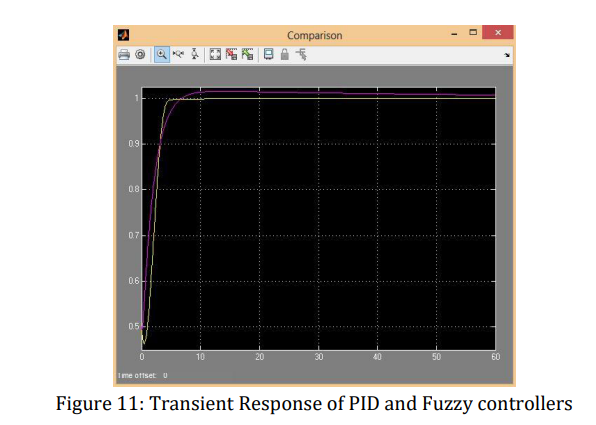 Comparison
1
0.9
0.8
0.7
0.6
0.5
0 10 20 30 40 50 60
Time offset: 0
Figure 11: Transient Response of PID and Fuzzy controllers